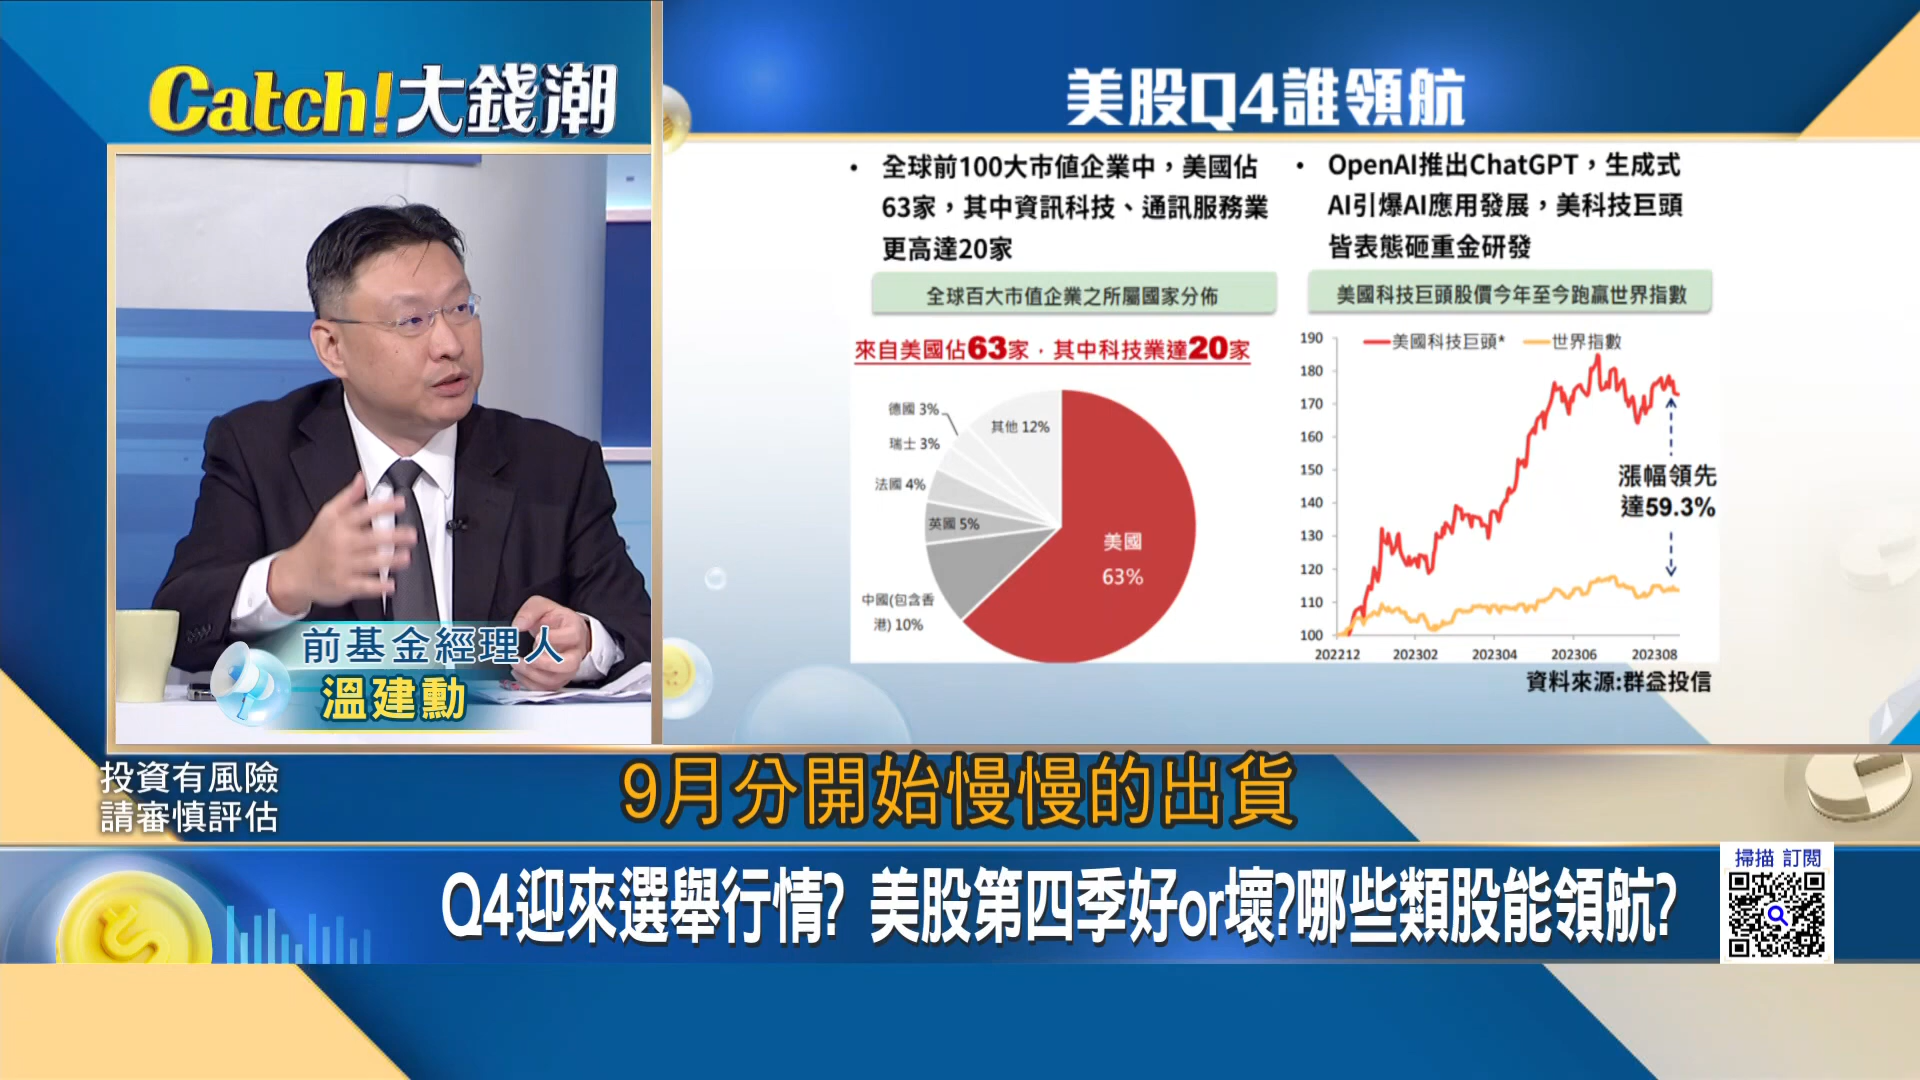 Catch!大錢潮
美股Q4誰領航
• 全球前100大市值企業中，美國佔
63家，其中資訊科技、通訊服務業
更高達20家
• OpenAI推出ChatGPT，生成式
AI引爆AI應用發展，美科技巨頭
皆表態砸重金研發
全球百大市值企業之所屬國家分佈
來自美國佔63家，其中科技業達20家
德國 3%
瑞士 3%
法國 4%
英國 5%
中國(包含香
港) 10%
其他 12%
美國
63%
美國科技巨頭股價今年至今跑贏世界指數
美國科技巨頭*
世界指數
190
180
170
160
150
140
130
120
110
100
202212
202302
202304
202306
202308
漲幅領先
達59.3%
資料來源:群益投信
前基金經理人
溫建勳
投資有風險
請審慎評估
9月分開始慢慢的出貨
Q4迎來選舉行情? 美股第四季好or壞?哪些類股能領航?
掃描 訂閱